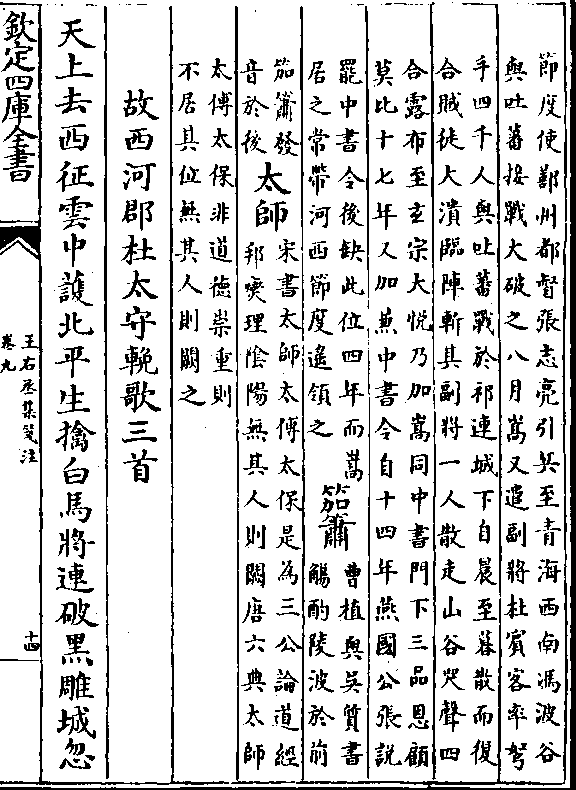 節度使鄯州都督張志亮引兵至青海西南渴波谷
與吐蕃接戰大破之八月嵩又遣副將杜賓客率弩
手四千人與吐蕃戰於祁連城下自晨至暮散而復
合賊徒大潰臨陣斬其副將一人散走山谷哭聲四
合露布至玄宗大悅乃加嵩同中書門下三品恩顧
莫比十七年又加兼中書令自十四年燕國公張說
罷中書令後缺此位四年而嵩
居之常帶河西節度遙領之
笳簫
曹植與吳質書
觴酌陵波於前
笳簫發
音於後
太師
宋書太師太傅太保是為三公論道經
邦燮理陰陽無其人則闕唐六典太師
太傅太保非道德崇重則
不居其位無其人則闕之
故西河郡杜太守輓歌三首
天上去西征雲中護北平生擒白馬將連破黑雕城忽
欽定四庫全書
王右丞集箋注
卷九
十四